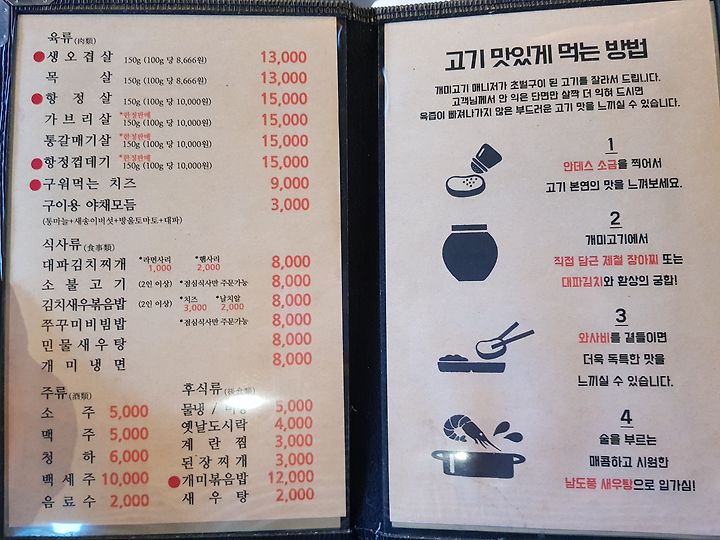 육류(肉類)
생오겹살 150g (100g 당 8,666원) 13,000
목 살 150g (100g 당 8,666원) 13,000
항 정 살 150g (100g 당 10,000원) 15,000
가브리살 *한정판매 150g (100g 당 10,000원) 15,000
통갈매기살 *한정판매 150g (100g 당 10,000원) 15,000
항정껍데기 *한정판매 150g (100g 당 10,000원) 15,000
구워먹는 치즈 9,000
구이용 야채모듬 3,000
(통마늘+새송이버섯+방울토마토+대파)
식사류(食事類)
대파김치찌개 *라면사리 1,000 *햄사리 2,000 8,000
소 불 고 기 (2인 이상) *점심식사만 주문가능 8,000
김치새우볶음밥 (2인 이상) *치즈 3,000 *날치알 2,000 8,000
쭈꾸미비빔밥 *점심식사만 주문가능 8,000
민물새우탕 8,000
개 미 냉 면 8,000
주류(酒類)
소 주 5,000
맥 주 5,000
청 하 6,000
백 세 주 10,000
음 료 수 2,000
후식류
물냉 / 5,000
옛날도시락 4,000
계 란 찜 3,000
된 장 찌 개 3,000
개미볶음밥 12,000
새 우 탕 2,000
고기 맛있게 먹는 방법
개미고기 매니저가 초벌구이 된 고기를 잘라서 드립니다.
고객님께서 안 익은 단면만 살짝 더 익혀 드시면
육즙이 빠져나가지 않은 부드러운 고기 맛을 느끼실 수 있습니다.
1
안데스 소금을 찍어서
고기 본연의 맛을 느껴보세요.
2
개미고기에서
직접 담근 제철 장아찌 또는
대파김치와 환상의 궁합!
3
와사비를 곁들이면
더욱 독특한 맛을
느끼실 수 있습니다.
4
술을 부르는
매콤하고 시원한
남도풍 새우탕으로 입가심!